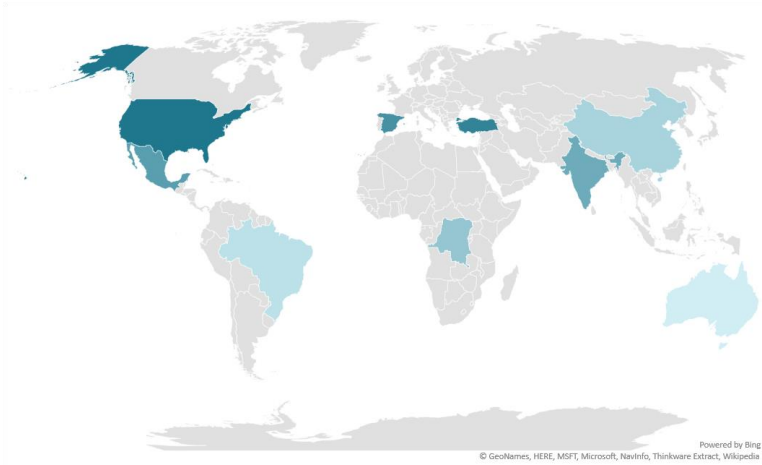 Powered by Bing
© GeoNames, HERE, MSFT, Microsoft, NavInfo, Thinkware Extract, Wikipedia